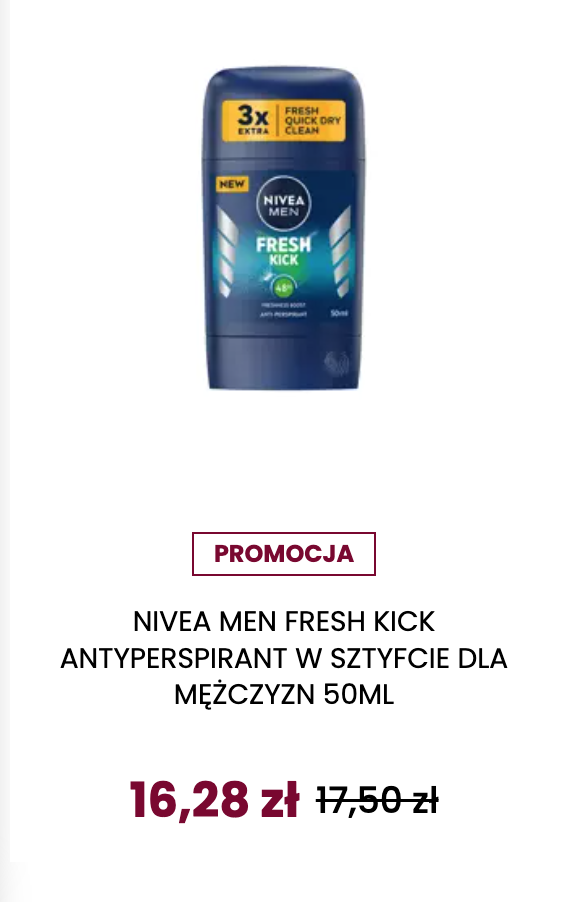 3x
EXTRA
FRESH
QUICK DRY
CLEAN
NEW
NIVEA
MEN
FRESH
KICK
48H
FRESHNESS BOOST
ANTI-PERSPIRANT
50ml
PROMOCJA
NIVEA MEN FRESH KICK
ANTYPERSPIRANT W SZTYFCIE DLA
MĘŻCZYZN 50ML
16,28 zł 17,50 zł